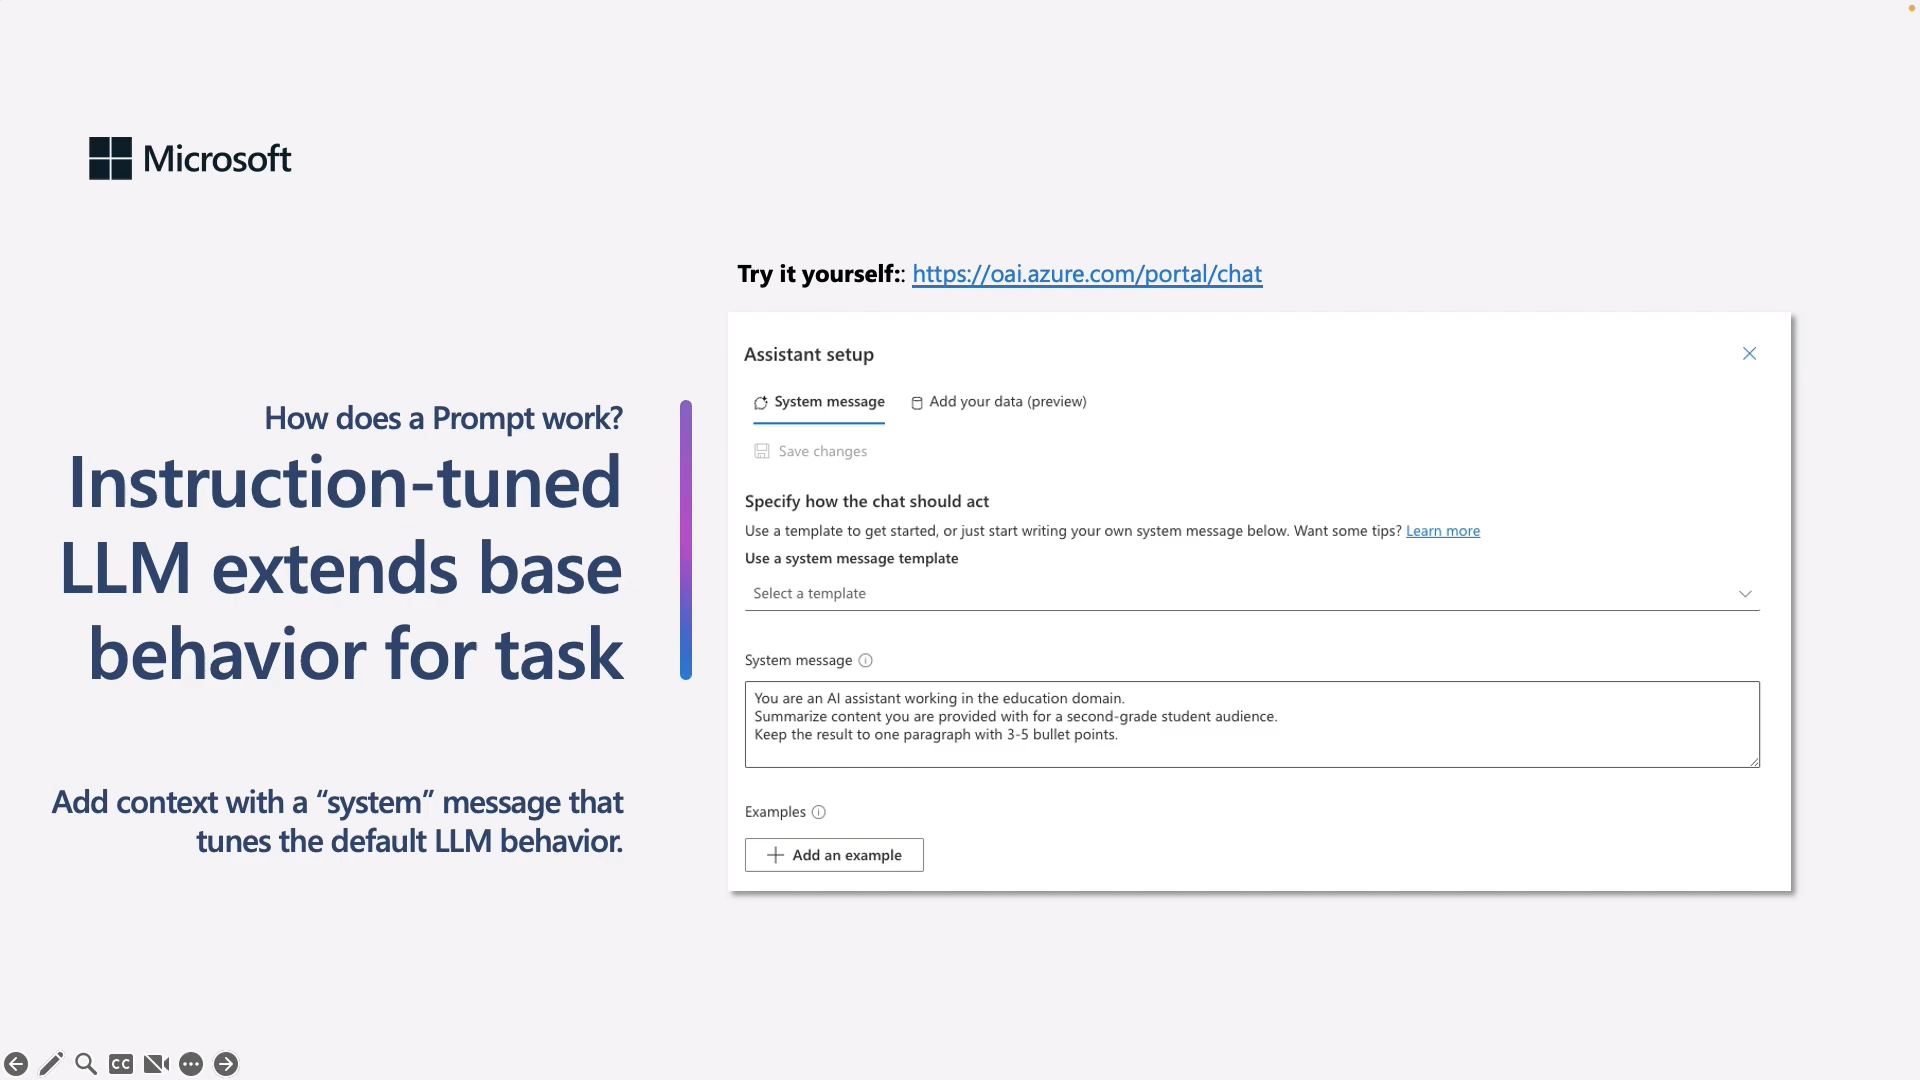 Microsoft
How does a Prompt work?
Instruction-tuned
LLM extends base
behavior for task
Add context with a “system” message that
tunes the default LLM behavior.
Try it yourself:: https://oai.azure.com/portal/chat
Assistant setup
System message
Add your data (preview)
Save changes
Specify how the chat should act
Use a template to get started, or just start writing your own system message below. Want some tips? Learn more
Use a system message template
Select a template
System message
You are an AI assistant working in the education domain.
Summarize content you are provided with for a second-grade student audience.
Keep the result to one paragraph with 3-5 bullet points.
Examples
Add an example
CC